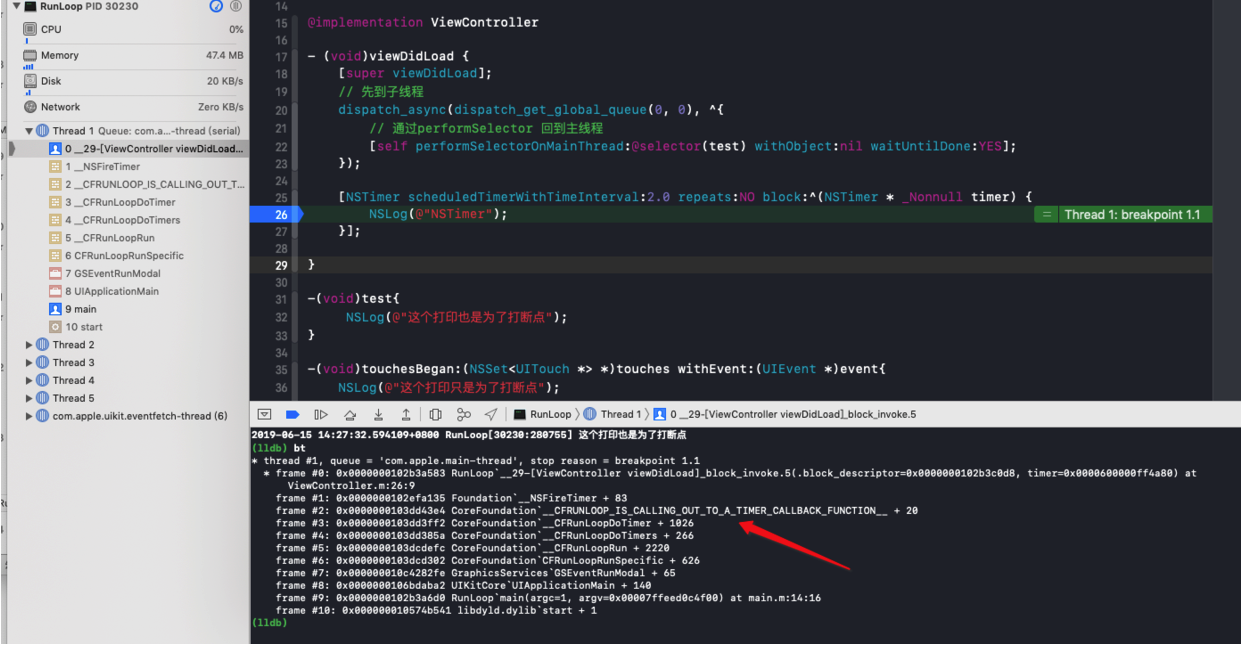 RunLoop PID 30230
CPU 0%
Memory 47.4 MB
Disk 20 KB/s
Network Zero KB/s
Thread 1 Queue: com.a...-thread (serial)
0 __29-[ViewController viewDidLoad...
1 __NSFireTimer
2 __CFRUNLOOP_IS_CALLING_OUT_T...
3 __CFRunLoopDoTimer
4 __CFRunLoopDoTimers
5 __CFRunLoopRun
6 CFRunLoopRunSpecific
7 GSEventRunModal
8 UIApplicationMain
9 main
10 start
Thread 2
Thread 3
Thread 4
Thread 5
com.apple.uikit.eventfetch-thread (6)
14
15 @implementation ViewController
16
17 - (void)viewDidLoad {
18 [super viewDidLoad];
19 // 先到子线程
20 dispatch_async(dispatch_get_global_queue(0, 0), ^{
21 // 通过performSelector 回到主线程
22 [self performSelectorOnMainThread:@selector(test) withObject:nil waitUntilDone:YES];
23 });
24
25 [NSTimer scheduledTimerWithTimeInterval:2.0 repeats:NO block:^(NSTimer * _Nonnull timer) {
26 NSLog(@"NSTimer"); = Thread 1: breakpoint 1.1
27 }];
28
29 }
30
31 -(void)test{
32 NSLog(@"这个打印也是为了打断点");
33 }
34
35 -(void)touchesBegan:(NSSet<UITouch *> *)touches withEvent:(UIEvent *)event{
36 NSLog(@"这个打印只是为了打断点");
RunLoop 〉 Thread 1 〉 0 __29-[ViewController viewDidLoad]_block_invoke.5
2019-06-15 14:27:32.594109+0800 RunLoop[30230:280755] 这个打印也是为了打断点
(lldb) bt
* thread #1, queue = 'com.apple.main-thread', stop reason = breakpoint 1.1
* frame #0: 0x0000000102b3a583 RunLoop`__29-[ViewController viewDidLoad]_block_invoke.5(.block_descriptor=0x0000000102b3c0d8, timer=0x0000600000ff4a80) at
ViewController.m:26:9
frame #1: 0x0000000102efa135 Foundation`__NSFireTimer + 83
frame #2: 0x0000000103dd43e4 CoreFoundation`__CFRUNLOOP_IS_CALLING_OUT_TO_A_TIMER_CALLBACK_FUNCTION__ + 20
frame #3: 0x0000000103dd3ff2 CoreFoundation`__CFRunLoopDoTimer + 1026
frame #4: 0x0000000103dd385a CoreFoundation`__CFRunLoopDoTimers + 266
frame #5: 0x0000000103dcdefc CoreFoundation`__CFRunLoopRun + 2220
frame #6: 0x0000000103dcd302 CoreFoundation`CFRunLoopRunSpecific + 626
frame #7: 0x000000010c4282fe GraphicsServices`GSEventRunModal + 65
frame #8: 0x0000000106bdaba2 UIKitCore`UIApplicationMain + 140
frame #9: 0x0000000102b3a6d0 RunLoop`main(argc=1, argv=0x00007ffeed0c4f00) at main.m:14:16
frame #10: 0x000000010574b541 libdyld.dylib`start + 1
(lldb)